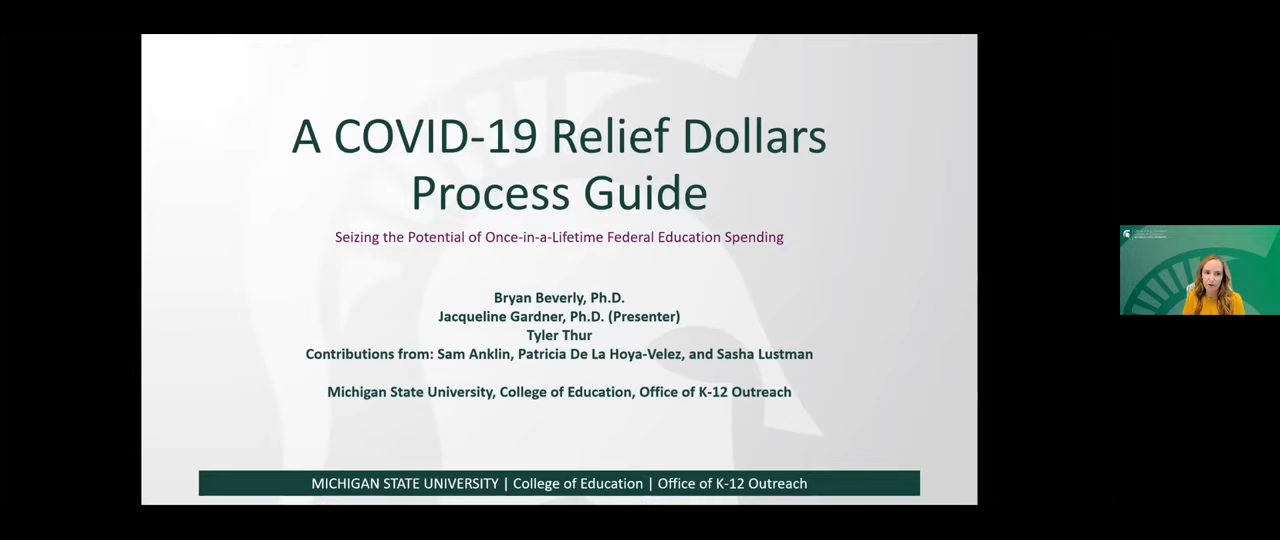 A COVID-19 Relief Dollars
Process Guide
Seizing the Potential of Once-in-a-Lifetime Federal Education Spending
Bryan Beverly, Ph.D.
Jacqueline Gardner, Ph.D. (Presenter)
Tyler Thur
Contributions from: Sam Anklin, Patricia De La Hoya-Velez, and Sasha Lustman
Michigan State University, College of Education, Office of K-12 Outreach
MICHIGAN STATE UNIVERSITY | College of Education | Office of K-12 Outreach